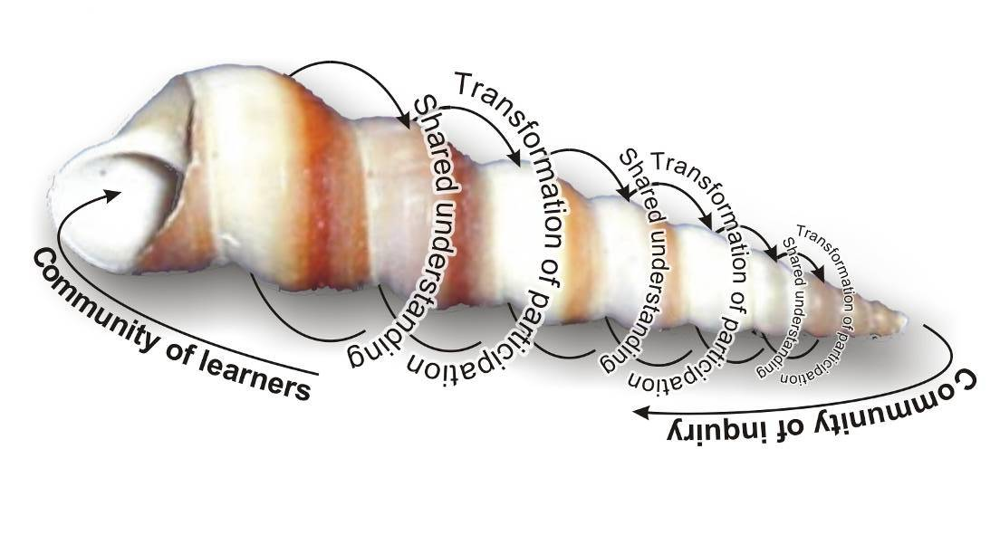 Shared understanding
Transformation of participation
Shared understanding
Transformation of participation
Shared understanding
Transformation of participation
Community of learners
Community of inquiry